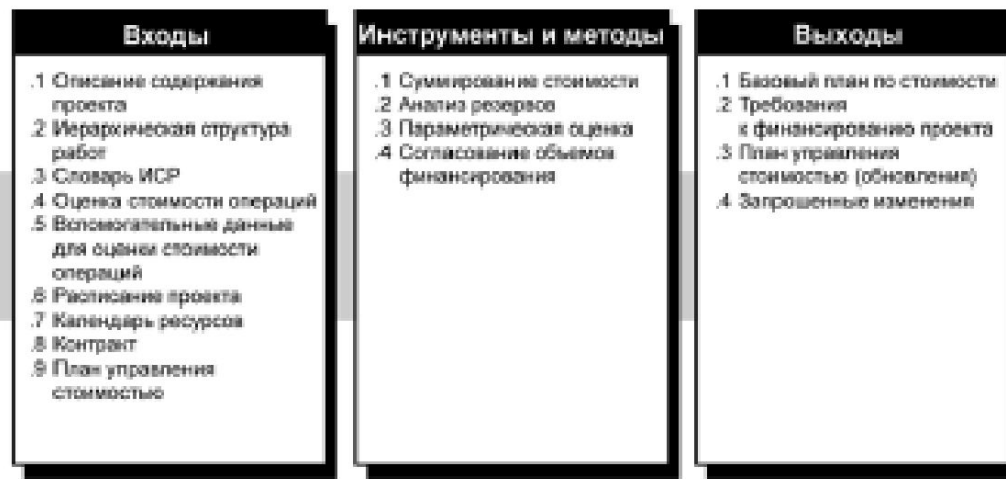 Входы
.1 Описание содержания
проекта
.2 Иерархическая структура
работ
.3 Словарь ИСР
.4 Оценка стоимости операций
.5 Вспомогательные данные
для оценки стоимости
операций
.6 Расписание проекта
.7 Календарь ресурсов
.8 Контракт
.9 План управления
стоимостью
Инструменты и методы
.1 Суммирование стоимости
.2 Анализ резервов
.3 Параметрическая оценка
.4 Согласование объемов
финансирования
Выходы
.1 Базовый план по стоимости
.2 Требования
к финансированию проекта
.3 План управления
стоимостью (обновления)
.4 Запрошенные изменения